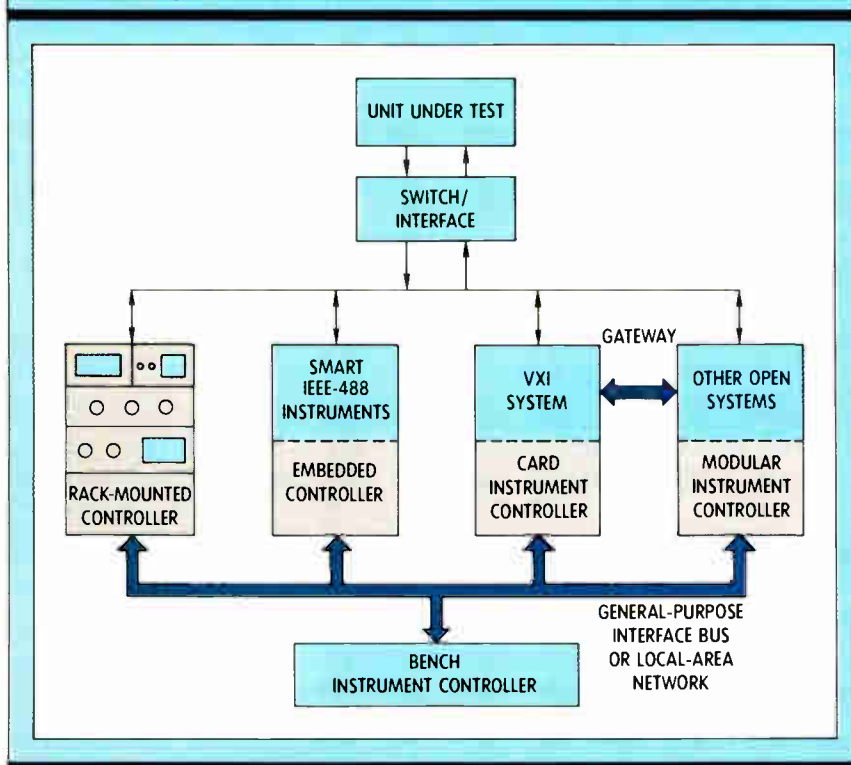 UNIT UNDER TEST
SWITCH/
INTERFACE
GATEWAY
SMART
IEEE-488
INSTRUMENTS
VXI
SYSTEM
OTHER OPEN
SYSTEMS
RACK-MOUNTED
CONTROLLER
EMBEDDED
CONTROLLER
CARD
INSTRUMENT
CONTROLLER
MODULAR
INSTRUMENT
CONTROLLER
GENERAL-PURPOSE
INTERFACE BUS
OR LOCAL-AREA
NETWORK
BENCH
INSTRUMENT CONTROLLER